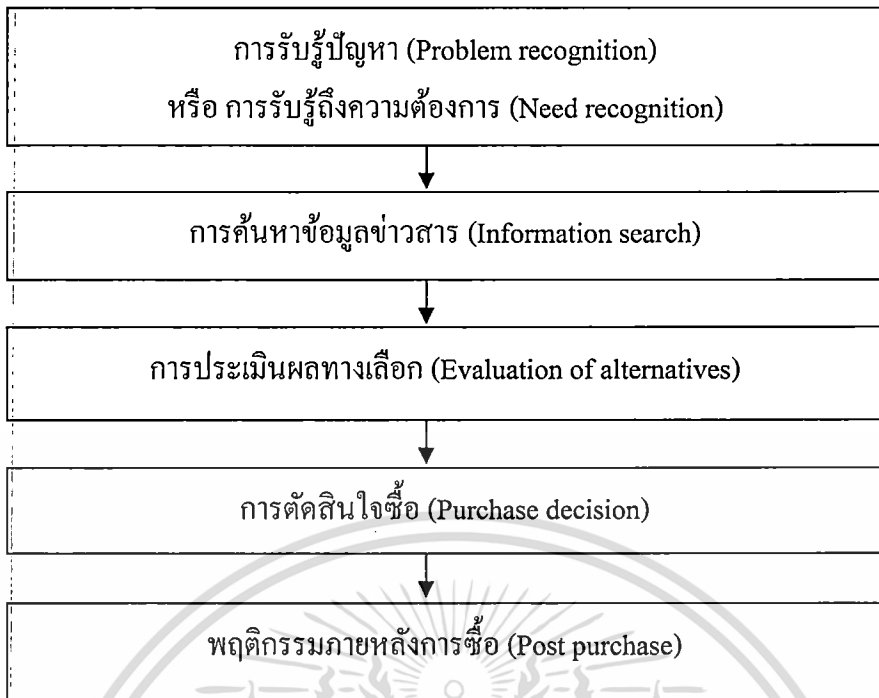 การรับรู้ปัญหา (Problem recognition)
หรือ การรับรู้ถึงความต้องการ (Need recognition)
การค้นหาข้อมูลข่าวสาร (Information search)
การประเมินผลทางเลือก (Evaluation of alternatives)
การตัดสินใจซื้อ (Purchase decision)
พฤติกรรมภายหลังการซื้อ (Post purchase)